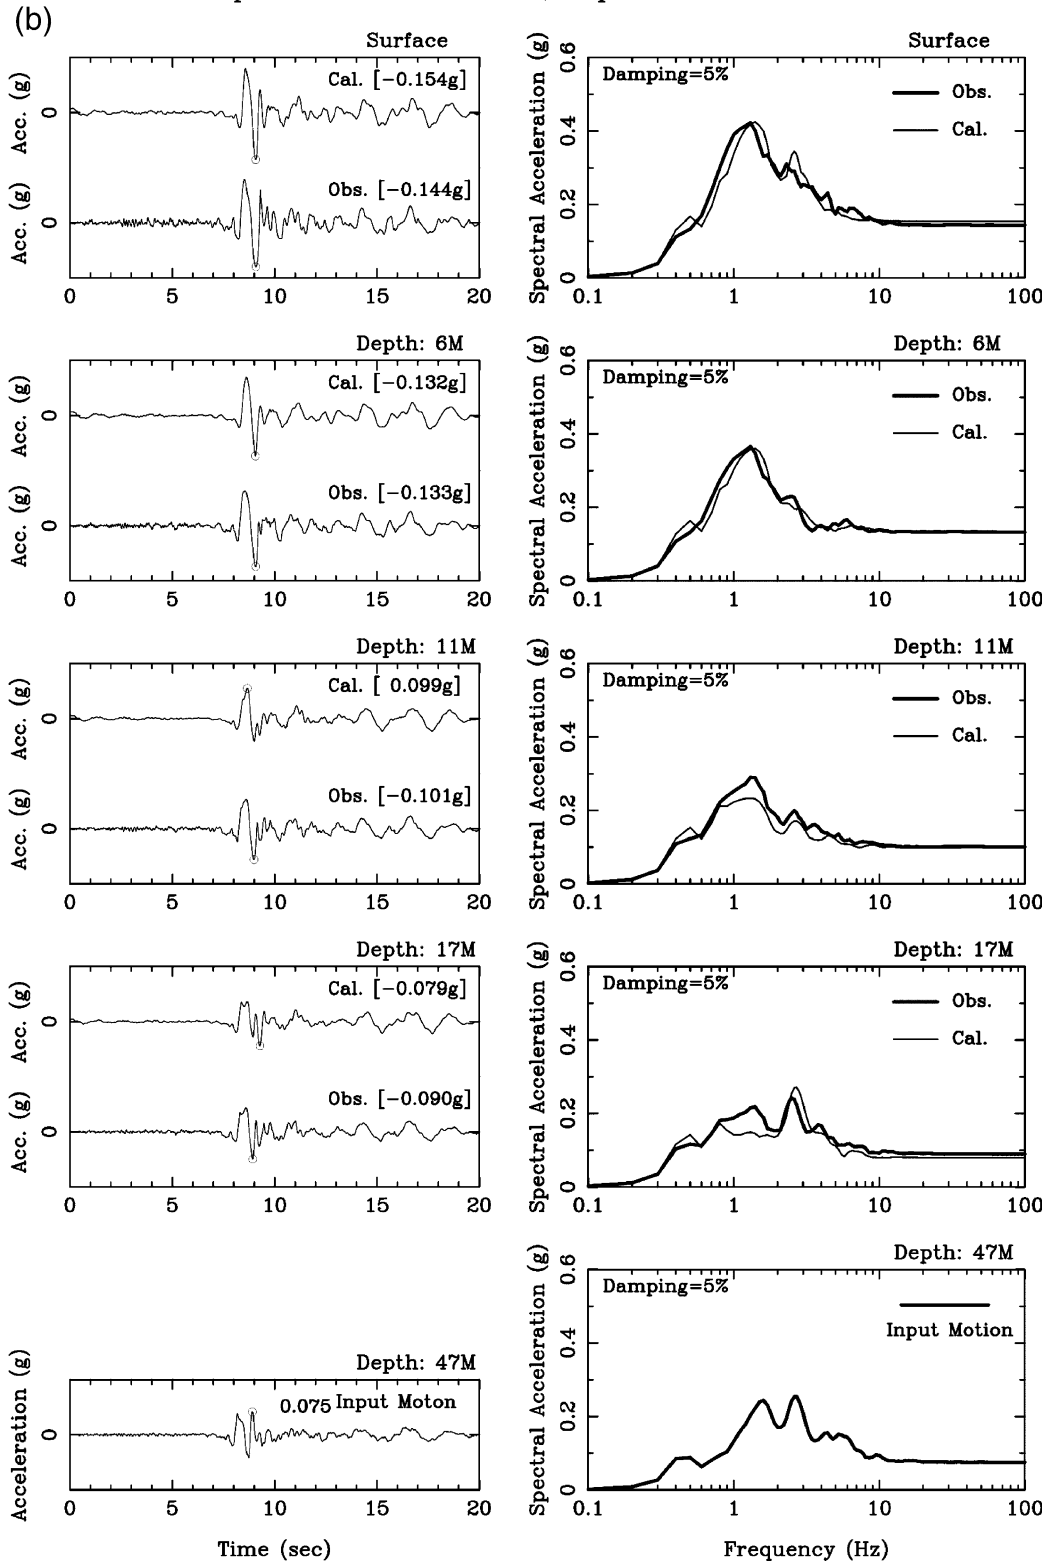 (b)
Surface
Acc. (g)
0
Cal. [-0.154g]
Acc. (g)
0
Obs. [-0.144g]
0 5 10 15 20
Surface
Spectral Acceleration (g)
0 0.2 0.4 0.6
Damping=5%
Obs.
Cal.
0.1 1 10 100
Depth: 6M
Acc. (g)
0
Cal. [-0.132g]
Acc. (g)
0
Obs. [-0.133g]
0 5 10 15 20
Depth: 6M
Spectral Acceleration (g)
0 0.2 0.4 0.6
Damping=5%
Obs.
Cal.
0.1 1 10 100
Depth: 11M
Acc. (g)
0
Cal. [ 0.099g]
Acc. (g)
0
Obs. [-0.101g]
0 5 10 15 20
Depth: 11M
Spectral Acceleration (g)
0 0.2 0.4 0.6
Damping=5%
Obs.
Cal.
0.1 1 10 100
Depth: 17M
Acc. (g)
0
Cal. [-0.079g]
Acc. (g)
0
Obs. [-0.090g]
0 5 10 15 20
Depth: 17M
Spectral Acceleration (g)
0 0.2 0.4 0.6
Damping=5%
Obs.
Cal.
0.1 1 10 100
Depth: 47M
Acceleration (g)
0
0.075 Input Moton
0 5 10 15 20
Time (sec)
Depth: 47M
Spectral Acceleration (g)
0 0.2 0.4 0.6
Damping=5%
Input Motion
0.1 1 10 100
Frequency (Hz)